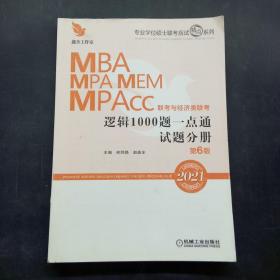 专业学位硕士联考应试精点系列
MBA
MPA MEM
MPAcc 联考与经济类联考
逻辑1000题一点通
试题分册
第6版
主编
2021
机械工业出版社